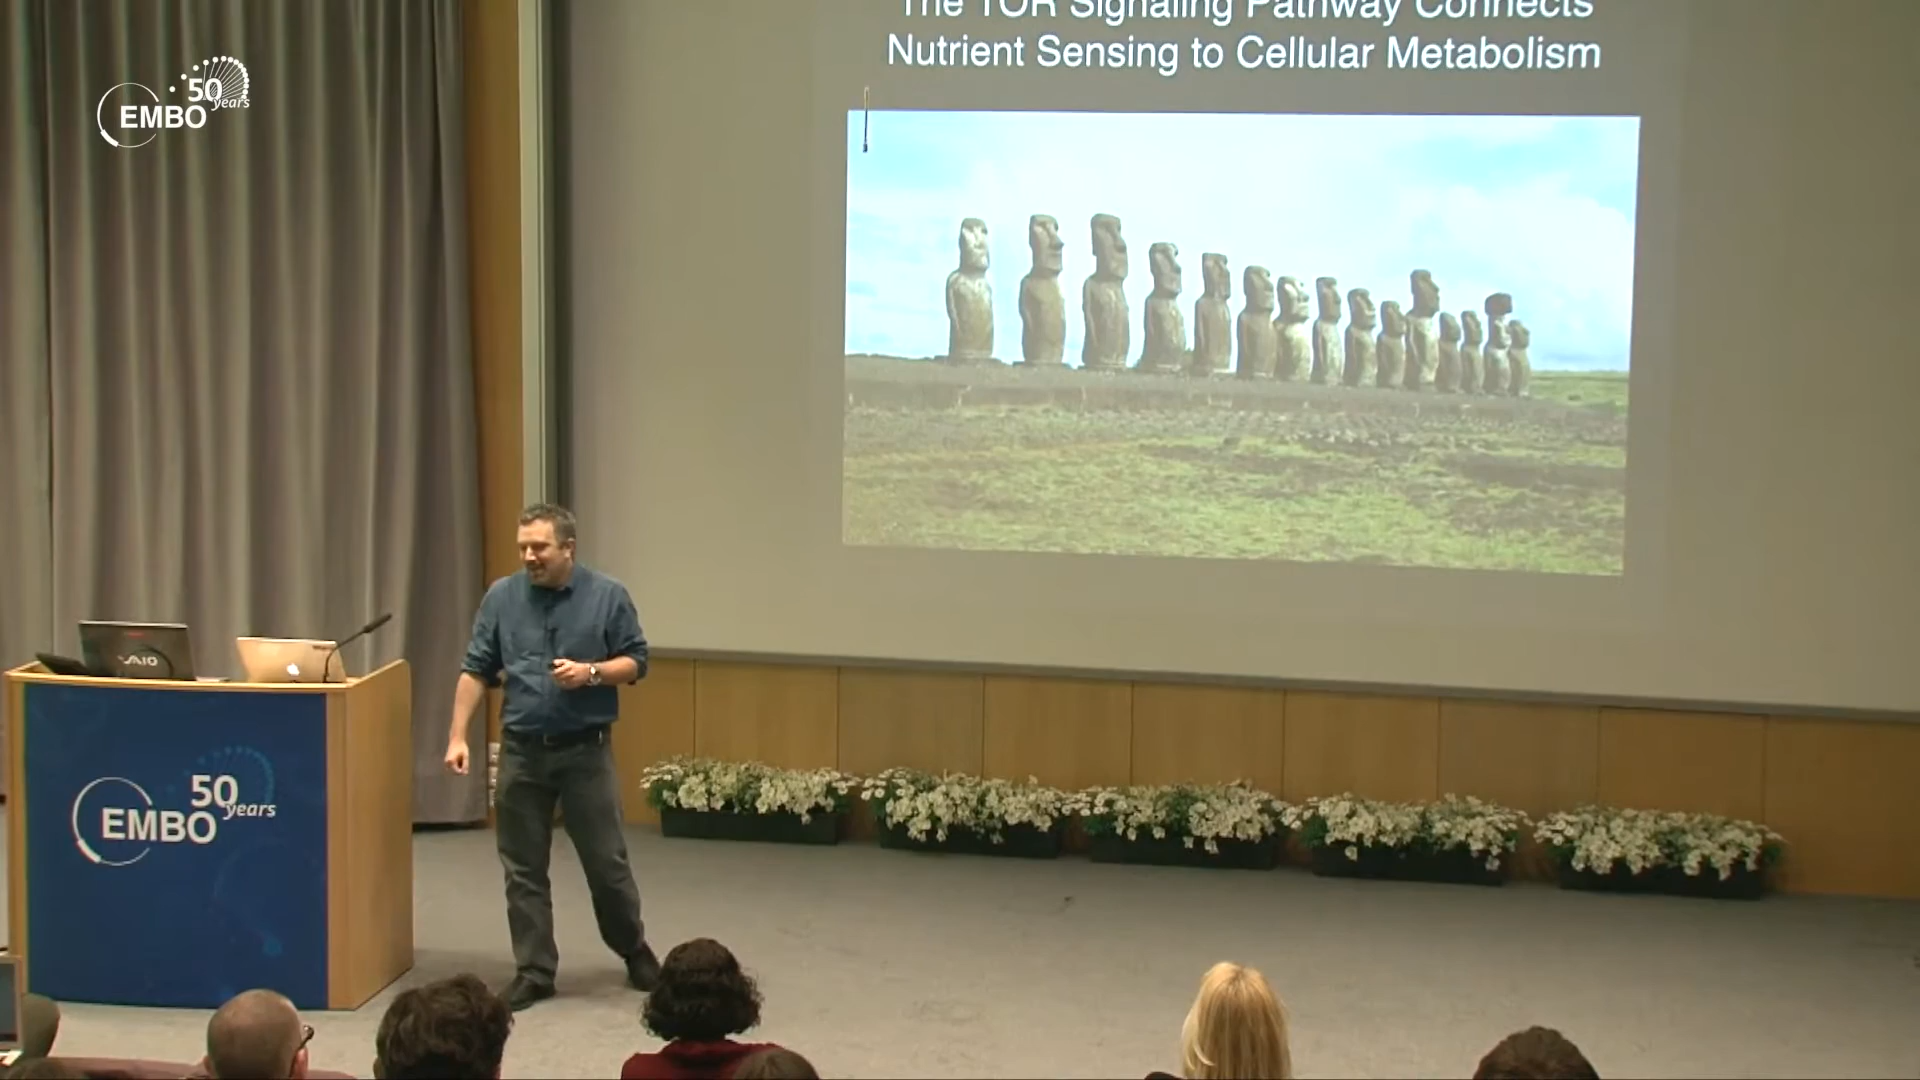 The TOR Signaling Pathway Connects
Nutrient Sensing to Cellular Metabolism
50
years
EMBO
VAIO
50
years
EMBO